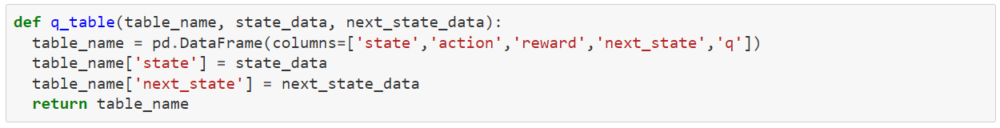 def q_table(table_name, state_data, next_state_data):
  table_name = pd.DataFrame(columns=['state','action','reward','next_state','q'])
  table_name['state'] = state_data
  table_name['next_state'] = next_state_data
  return table_name